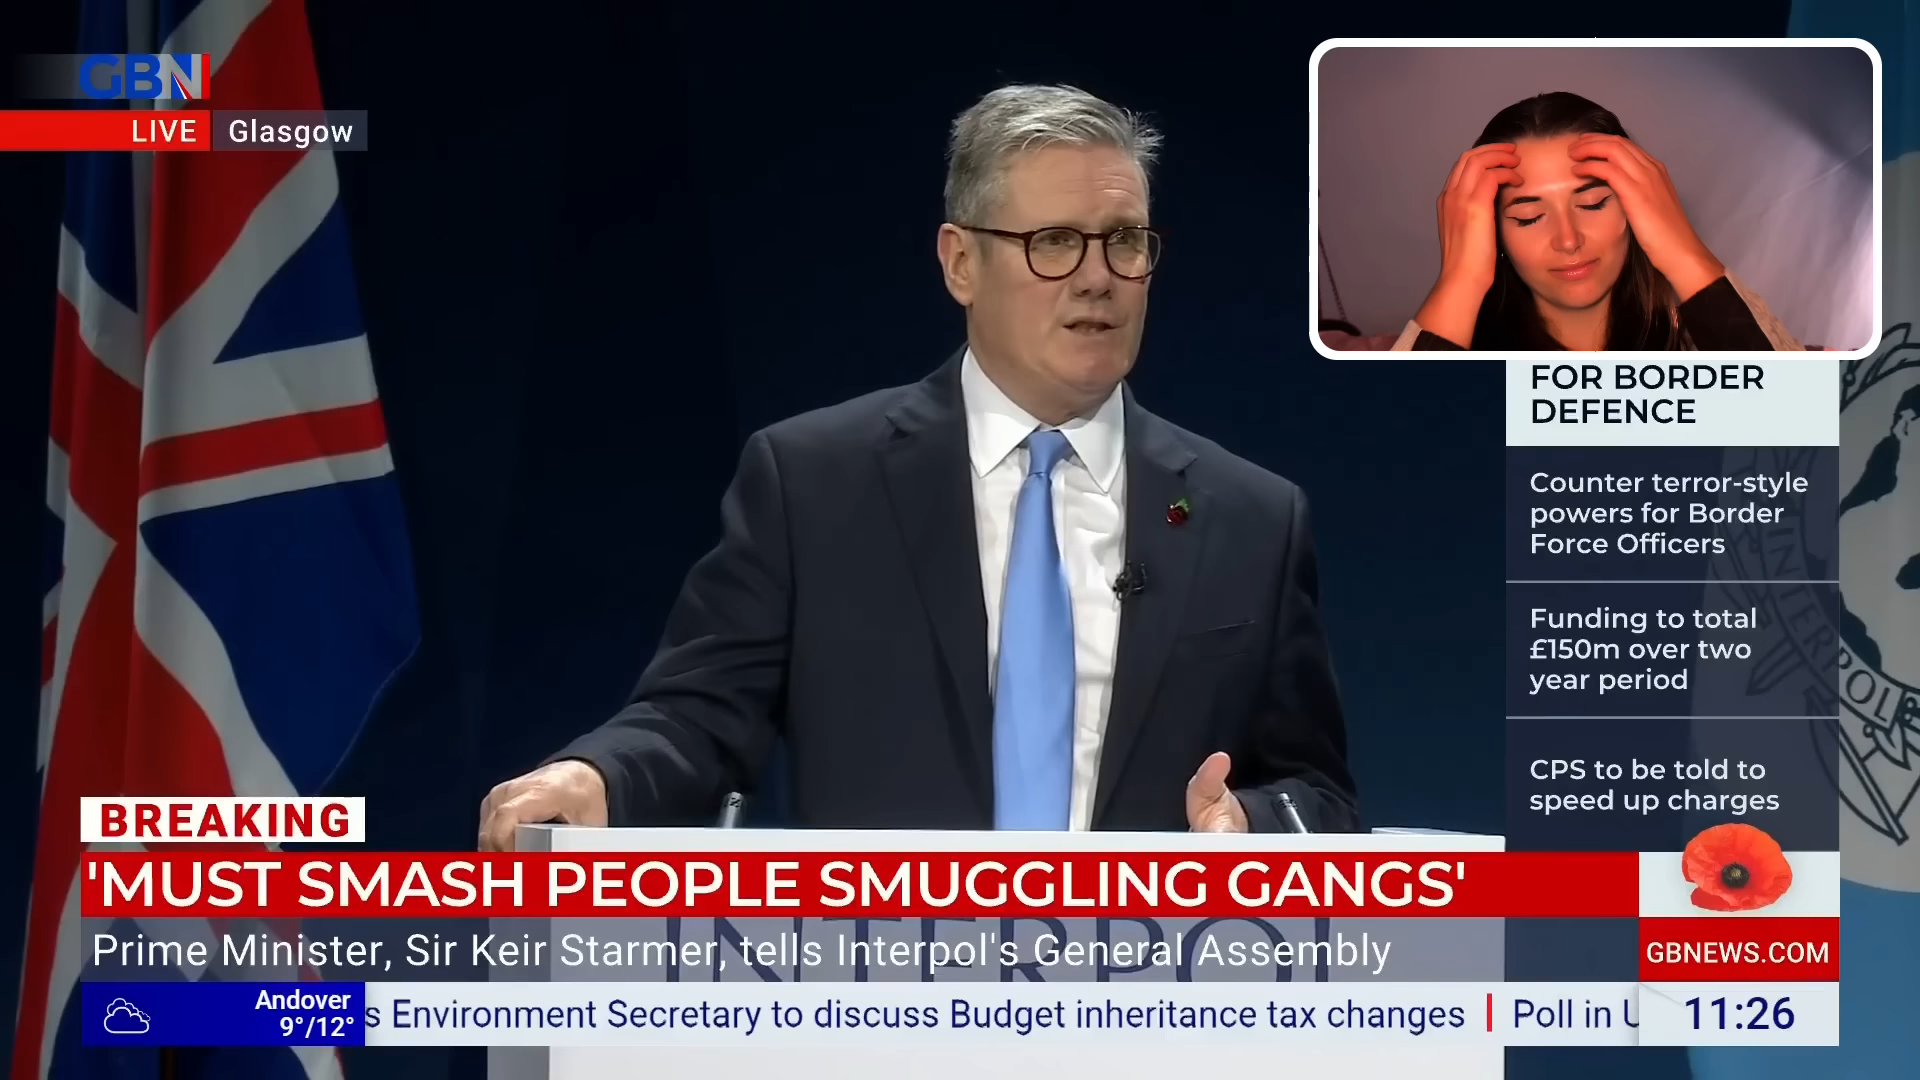 GBN
LIVE
Glasgow
FOR BORDER
DEFENCE
Counter terror-style
powers for Border
Force Officers
Funding to total
£150m over two
year period
CPS to be told to
speed up charges
INTERPOL
BREAKING
'MUST SMASH PEOPLE SMUGGLING GANGS'
Prime Minister, Sir Keir Starmer, tells Interpol's General Assembly
INTERPOL
GBNEWS.COM
Andover
9°/12°
s Environment Secretary to discuss Budget inheritance tax changes | Poll in U
11:26